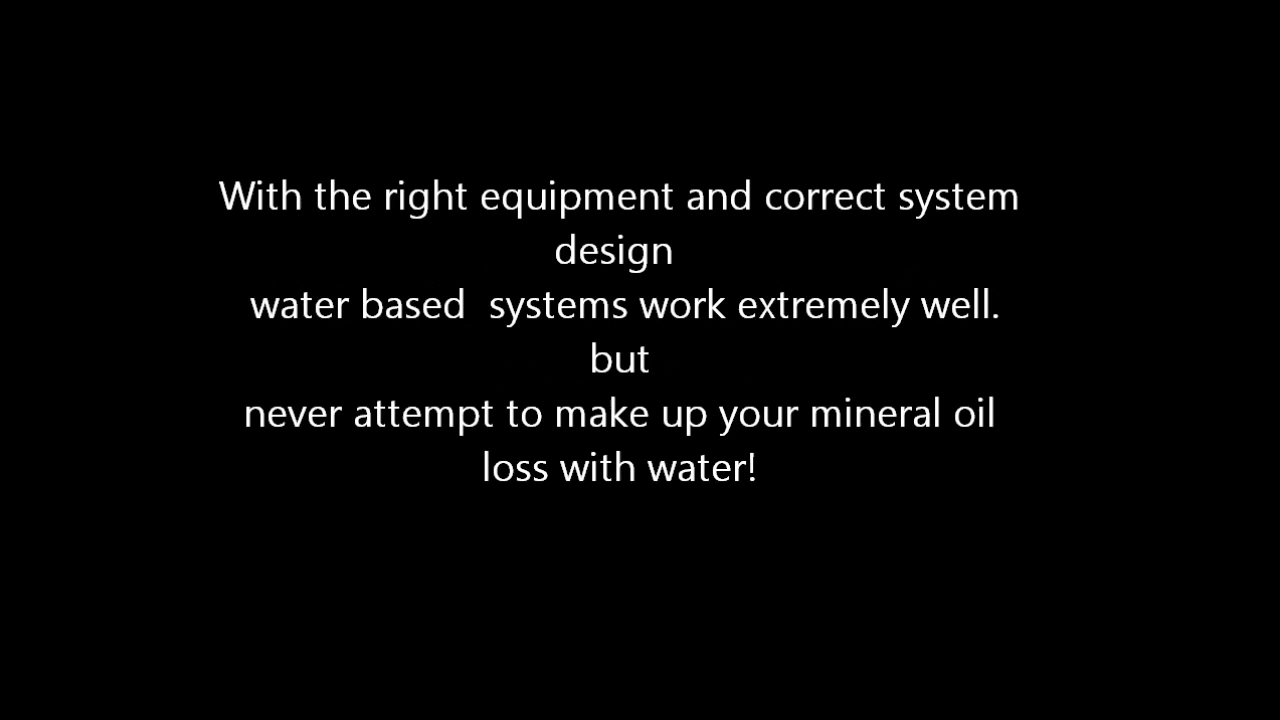 With the right equipment and correct system
design
water based  systems work extremely well.
but
never attempt to make up your mineral oil
loss with water!